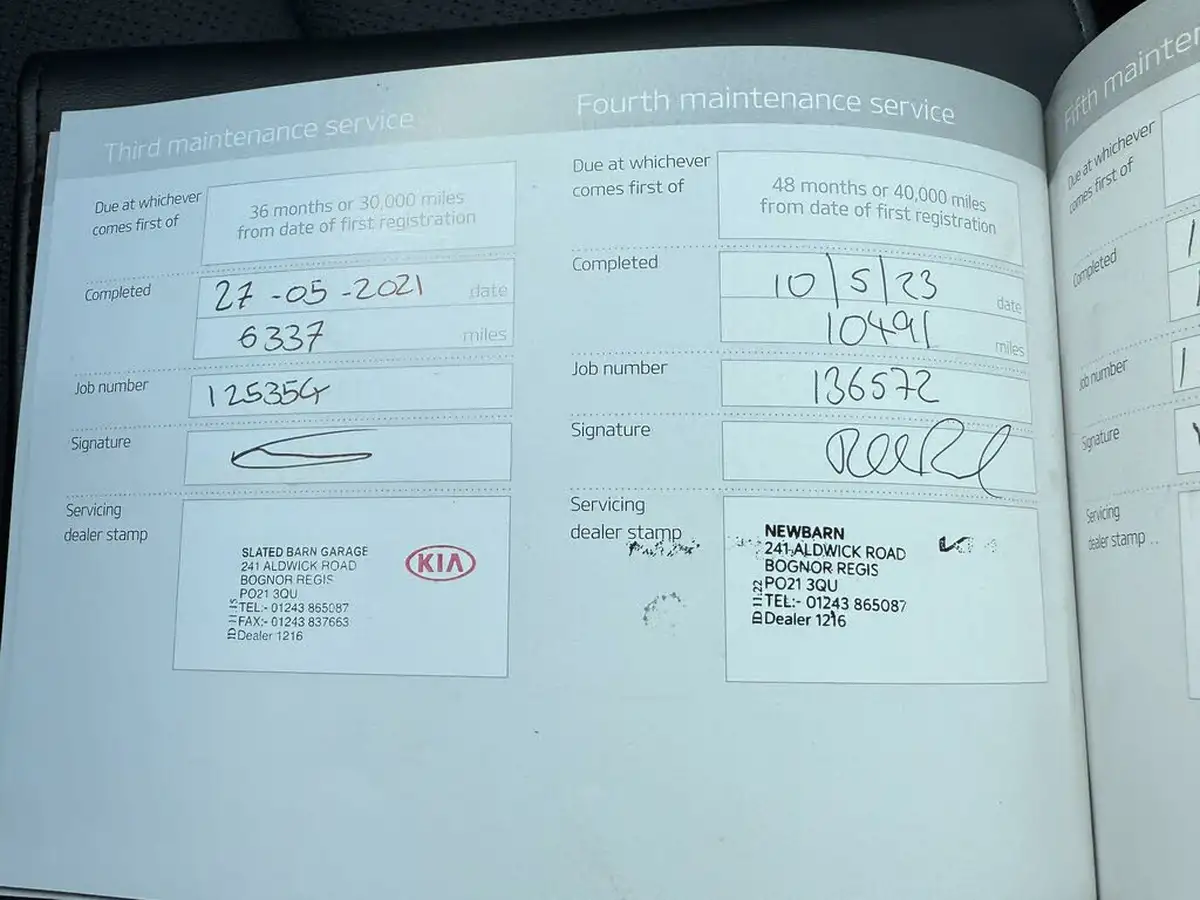 Third maintenance service
Due at whichever
comes first of
36 months or 30,000 miles
from date of first registration
Completed
27-05-2021 date
6337 miles
Job number
125354
Signature
Servicing
dealer stamp
SLATED BARN GARAGE
241 ALDWICK ROAD
BOGNOR REGIS
PO21 3QU
TEL:- 01243 865087
FAX:- 01243 837663
Dealer 1216
ID 11 15
KIA
Fourth maintenance service
Due at whichever
comes first of
48 months or 40,000 miles
from date of first registration
Completed
10/5/23 date
10491 miles
Job number
136572
Signature
Servicing
dealer stamp
NEWBARN
241 ALDWICK ROAD
BOGNOR REGIS
PO21 3QU
TEL:- 01243 865087
Dealer 1216
ID 11 22
Fifth
Due at whichever
comes first of
Completed
Job number
Signature
Servicing
dealer stamp